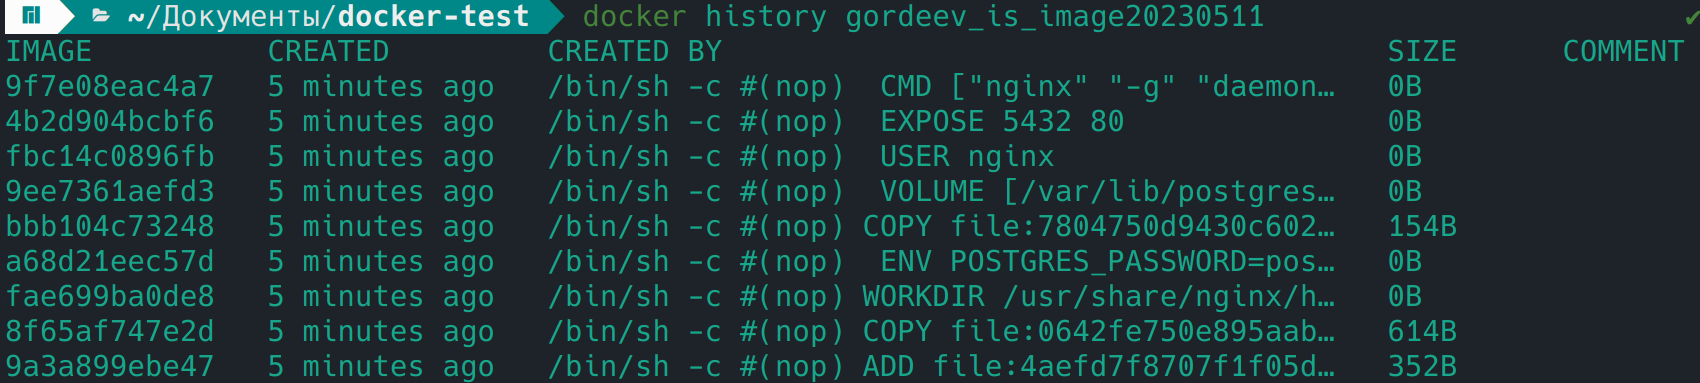 ~/Документы/docker-test docker history gordeev_is_image20230511 ✔
IMAGE CREATED CREATED BY SIZE COMMENT
9f7e08eac4a7 5 minutes ago /bin/sh -c #(nop) CMD ["nginx" "-g" "daemon… 0B
4b2d904bcbf6 5 minutes ago /bin/sh -c #(nop) EXPOSE 5432 80 0B
fbc14c0896fb 5 minutes ago /bin/sh -c #(nop) USER nginx 0B
9ee7361aefd3 5 minutes ago /bin/sh -c #(nop) VOLUME [/var/lib/postgres… 0B
bbb104c73248 5 minutes ago /bin/sh -c #(nop) COPY file:7804750d9430c602… 154B
a68d21eec57d 5 minutes ago /bin/sh -c #(nop) ENV POSTGRES_PASSWORD=pos… 0B
fae699ba0de8 5 minutes ago /bin/sh -c #(nop) WORKDIR /usr/share/nginx/h… 0B
8f65af747e2d 5 minutes ago /bin/sh -c #(nop) COPY file:0642fe750e895aab… 614B
9a3a899ebe47 5 minutes ago /bin/sh -c #(nop) ADD file:4aefd7f8707f1f05d… 352B